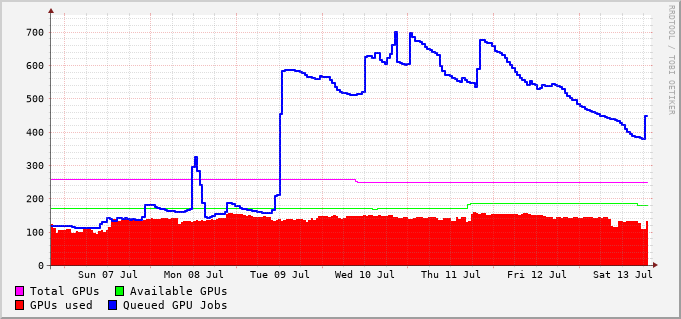 700
600
500
400
300
200
100
0
Sun 07 Jul Mon 08 Jul Tue 09 Jul Wed 10 Jul Thu 11 Jul Fri 12 Jul Sat 13 Jul
Total GPUs Available GPUs
GPUs used Queued GPU Jobs
RRDTOOL / TOBI OETIKER